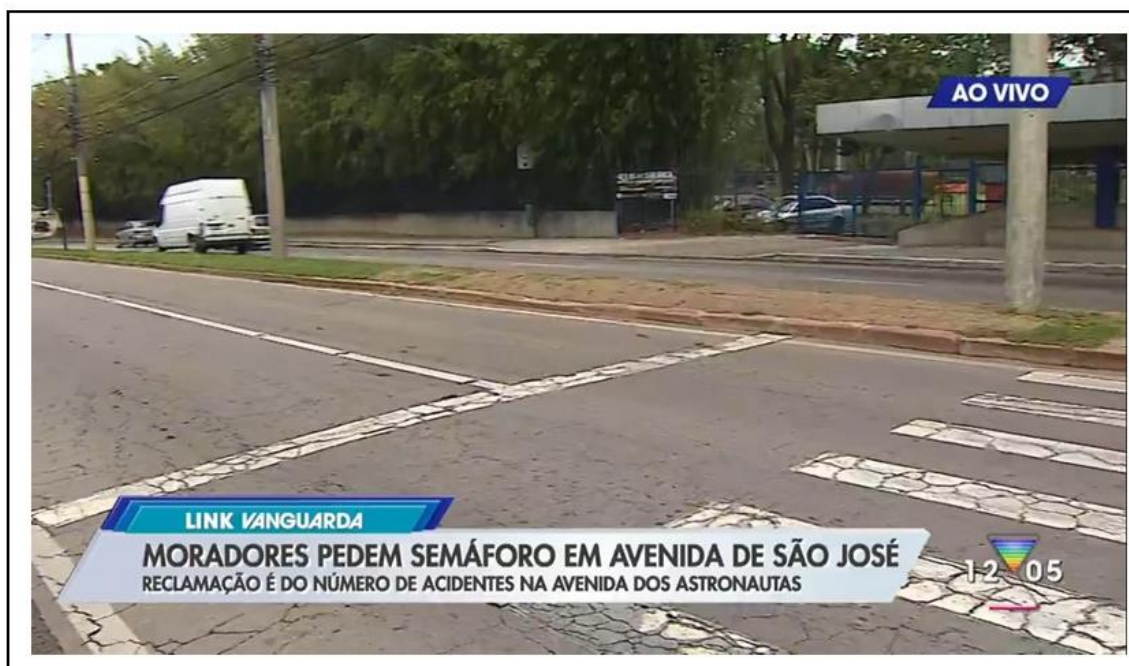 AO VIVO
LINK VANGUARDA
MORADORES PEDEM SEMÁFORO EM AVENIDA DE SÃO JOSÉ
RECLAMAÇÃO É DO NÚMERO DE ACIDENTES NA AVENIDA DOS ASTRONAUTAS
12 05